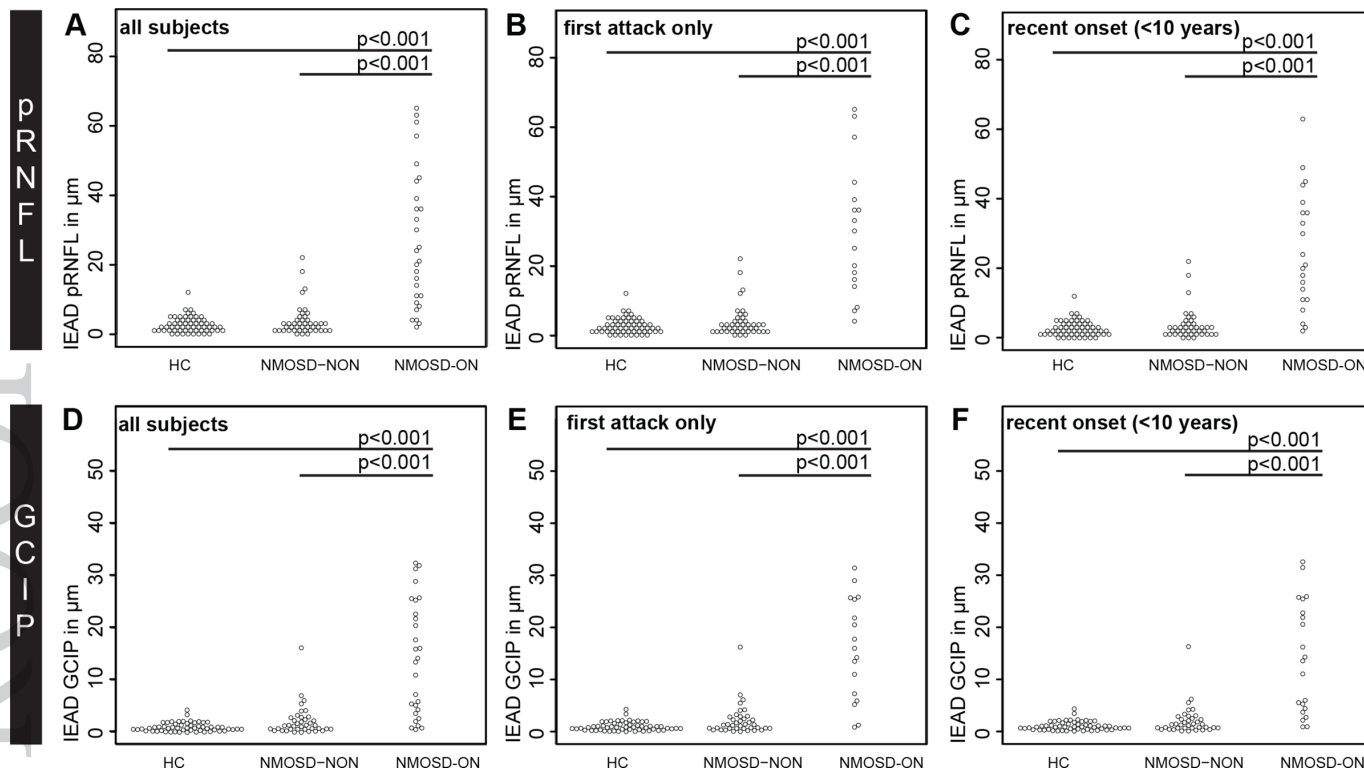 pRNFL
A
all subjects
p<0.001
p<0.001
IEAD pRNFL in µm
80
60
40
20
0
HC
NMOSD−NON
NMOSD-ON
B
first attack only
p<0.001
p<0.001
IEAD pRNFL in µm
80
60
40
20
0
HC
NMOSD−NON
NMOSD-ON
C
recent onset (<10 years)
p<0.001
p<0.001
IEAD pRNFL in µm
80
60
40
20
0
HC
NMOSD−NON
NMOSD-ON
GCIP
D
all subjects
p<0.001
p<0.001
IEAD GCIP in µm
50
40
30
20
10
0
HC
NMOSD−NON
NMOSD-ON
E
first attack only
p<0.001
p<0.001
IEAD GCIP in µm
50
40
30
20
10
0
HC
NMOSD−NON
NMOSD-ON
F
recent onset (<10 years)
p<0.001
p<0.001
IEAD GCIP in µm
50
40
30
20
10
0
HC
NMOSD−NON
NMOSD-ON